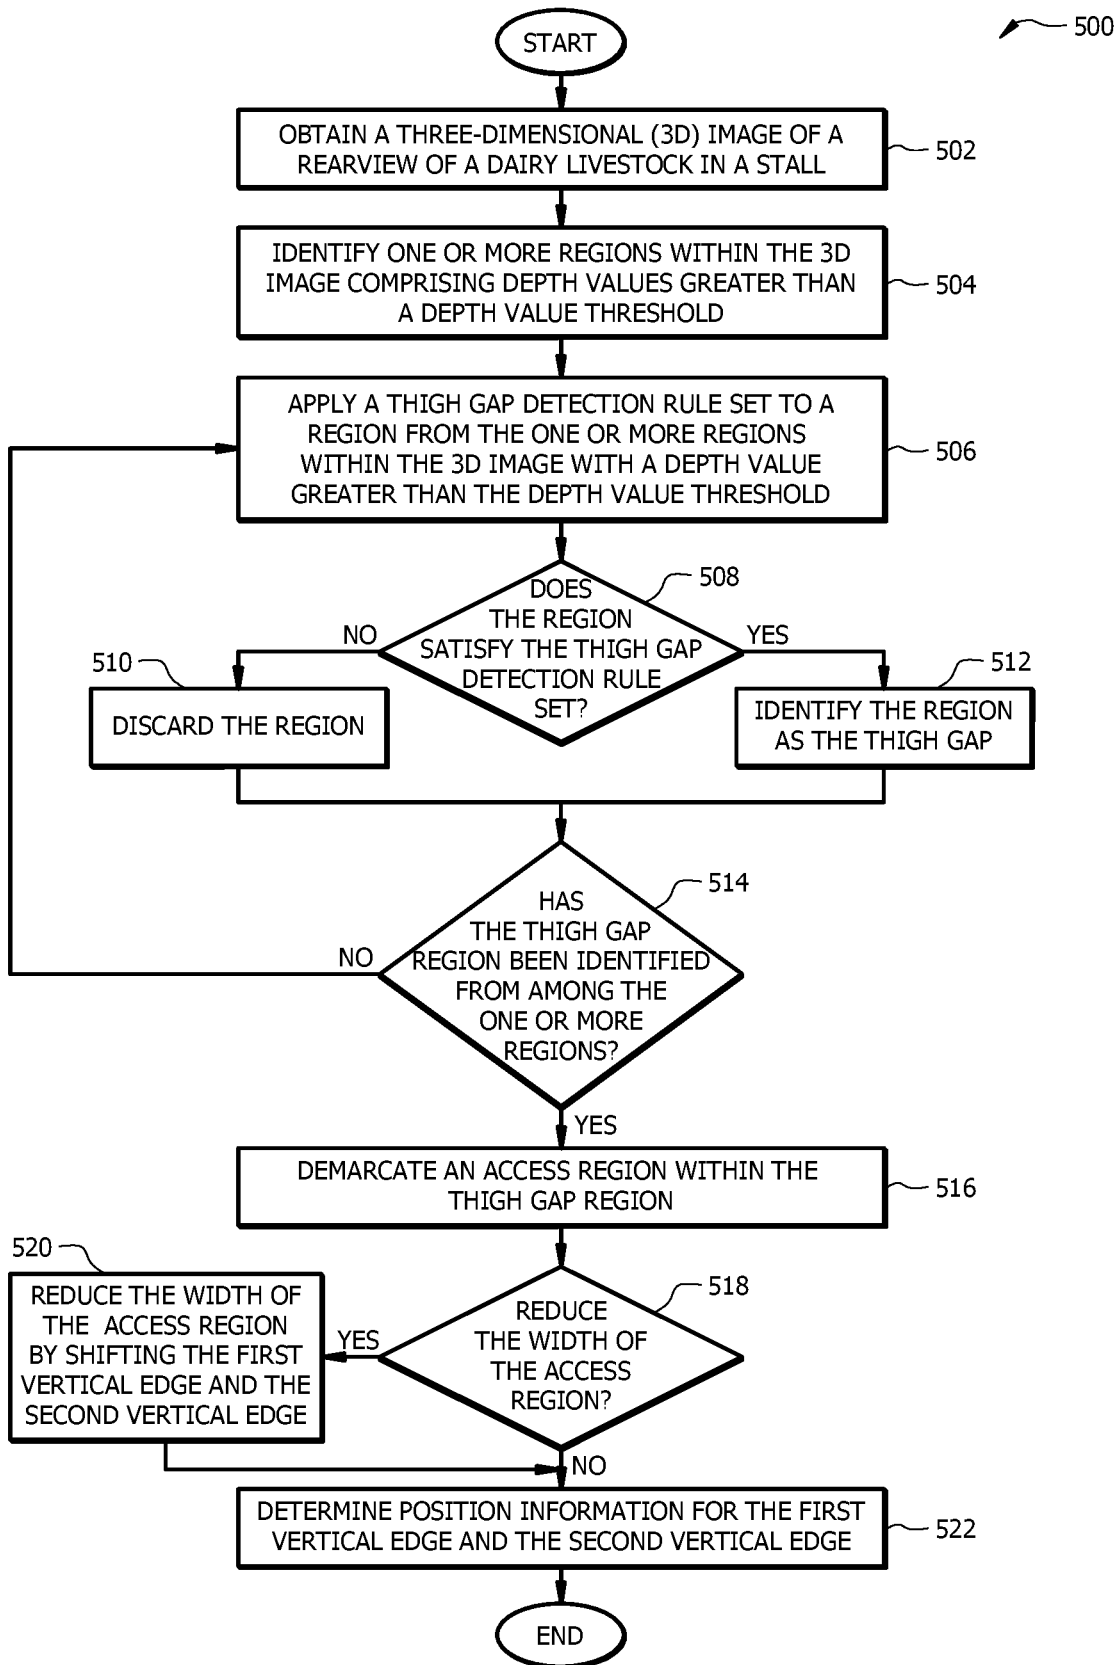 500
START
OBTAIN A THREE-DIMENSIONAL (3D) IMAGE OF A
REARVIEW OF A DAIRY LIVESTOCK IN A STALL
502
IDENTIFY ONE OR MORE REGIONS WITHIN THE 3D
IMAGE COMPRISING DEPTH VALUES GREATER THAN
A DEPTH VALUE THRESHOLD
504
APPLY A THIGH GAP DETECTION RULE SET TO A
REGION FROM THE ONE OR MORE REGIONS
WITHIN THE 3D IMAGE WITH A DEPTH VALUE
GREATER THAN THE DEPTH VALUE THRESHOLD
506
DOES
THE REGION
SATISFY THE THIGH GAP
DETECTION RULE
SET?
508
NO
YES
510
DISCARD THE REGION
512
IDENTIFY THE REGION
AS THE THIGH GAP
HAS
THE THIGH GAP
REGION BEEN IDENTIFIED
FROM AMONG THE
ONE OR MORE
REGIONS?
514
NO
YES
DEMARCATE AN ACCESS REGION WITHIN THE
THIGH GAP REGION
516
REDUCE
THE WIDTH OF
THE ACCESS
REGION?
518
YES
520
REDUCE THE WIDTH OF
THE ACCESS REGION
BY SHIFTING THE FIRST
VERTICAL EDGE AND THE
SECOND VERTICAL EDGE
NO
DETERMINE POSITION INFORMATION FOR THE FIRST
VERTICAL EDGE AND THE SECOND VERTICAL EDGE
522
END